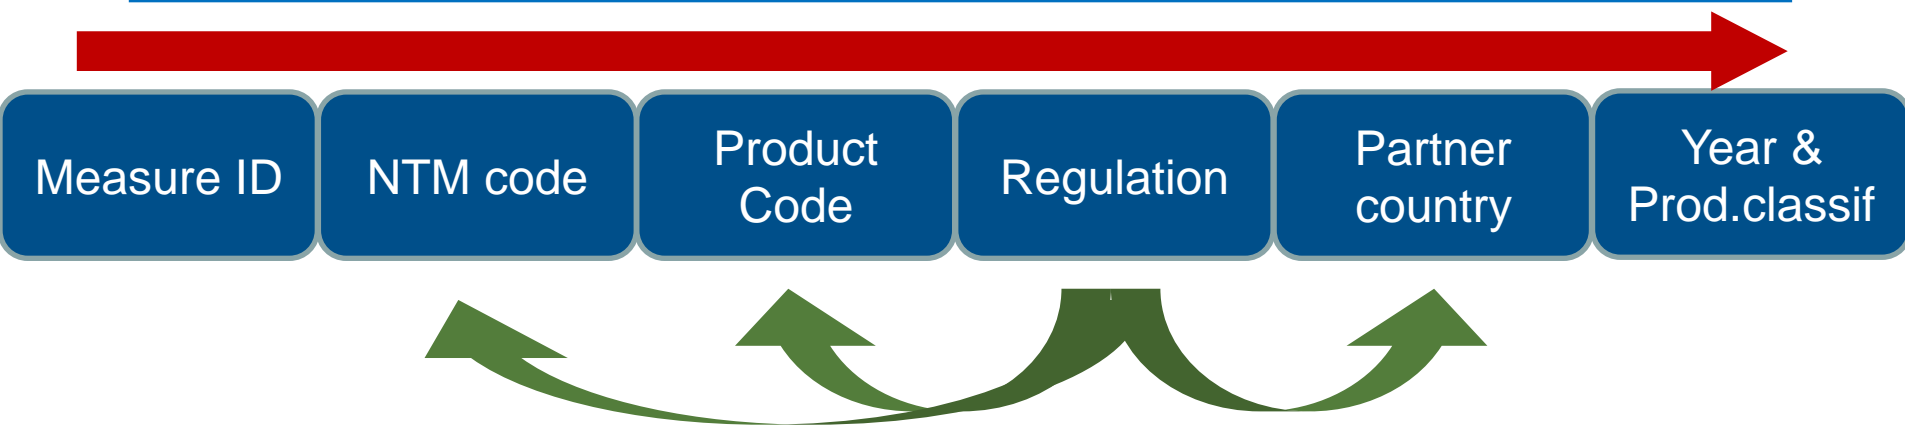 Measure ID
NTM code
Product
Code
Regulation
Partner
country
Year &
Prod.classif